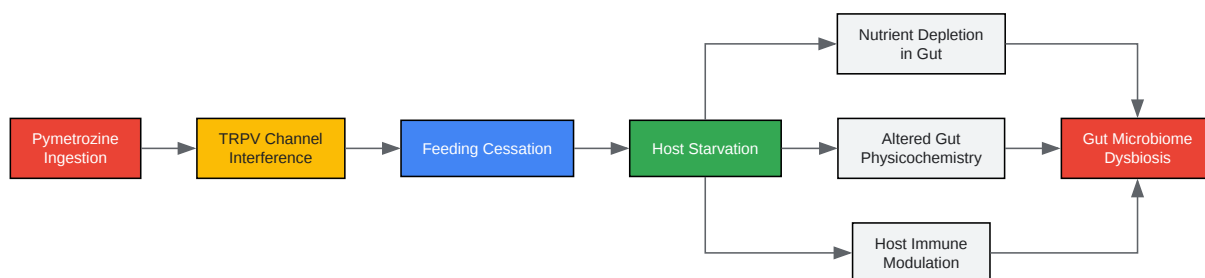 Pymetrozine
Ingestion
TRPV Channel
Interference
Feeding Cessation
Host Starvation
Nutrient Depletion
in Gut
Altered Gut
Physicochemistry
Host Immune
Modulation
Gut Microbiome
Dysbiosis